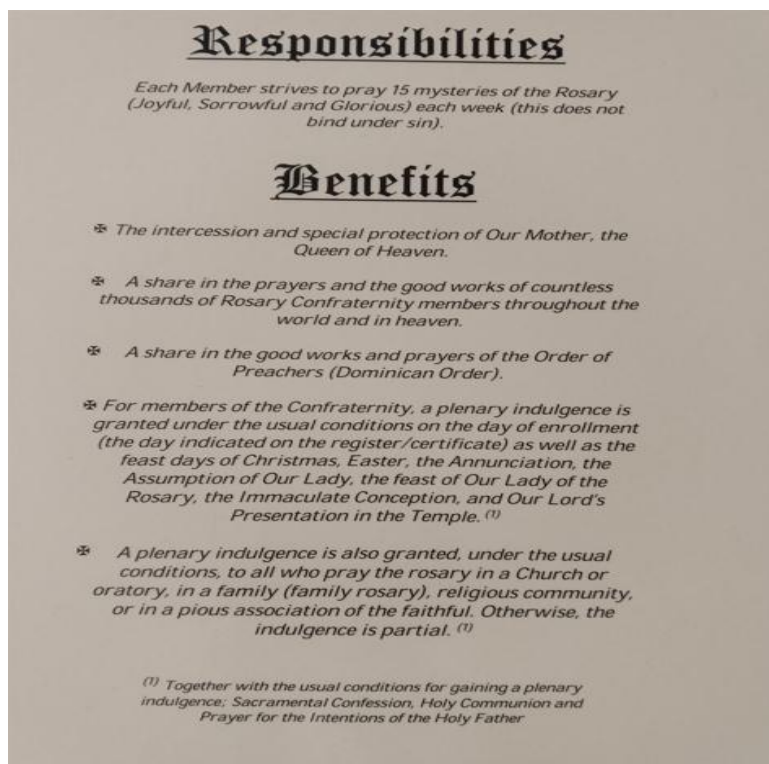 Responsibilities
Each Member strives to pray 15 mysteries of the Rosary
(Joyful, Sorrowful and Glorious) each week (this does not
bind under sin).
Benefits
✠ The intercession and special protection of Our Mother, the
Queen of Heaven.
✠ A share in the prayers and the good works of countless
thousands of Rosary Confraternity members throughout the
world and in heaven.
✠ A share in the good works and prayers of the Order of
Preachers (Dominican Order).
✠ For members of the Confraternity, a plenary indulgence is
granted under the usual conditions on the day of enrollment
(the day indicated on the register/certificate) as well as the
feast days of Christmas, Easter, the Annunciation, the
Assumption of Our Lady, the feast of Our Lady of the
Rosary, the Immaculate Conception, and Our Lord's
Presentation in the Temple. (1)
✠ A plenary indulgence is also granted, under the usual
conditions, to all who pray the rosary in a Church or
oratory, in a family (family rosary), religious community,
or in a pious association of the faithful. Otherwise, the
indulgence is partial. (1)
(1) Together with the usual conditions for gaining a plenary
indulgence; Sacramental Confession, Holy Communion and
Prayer for the Intentions of the Holy Father